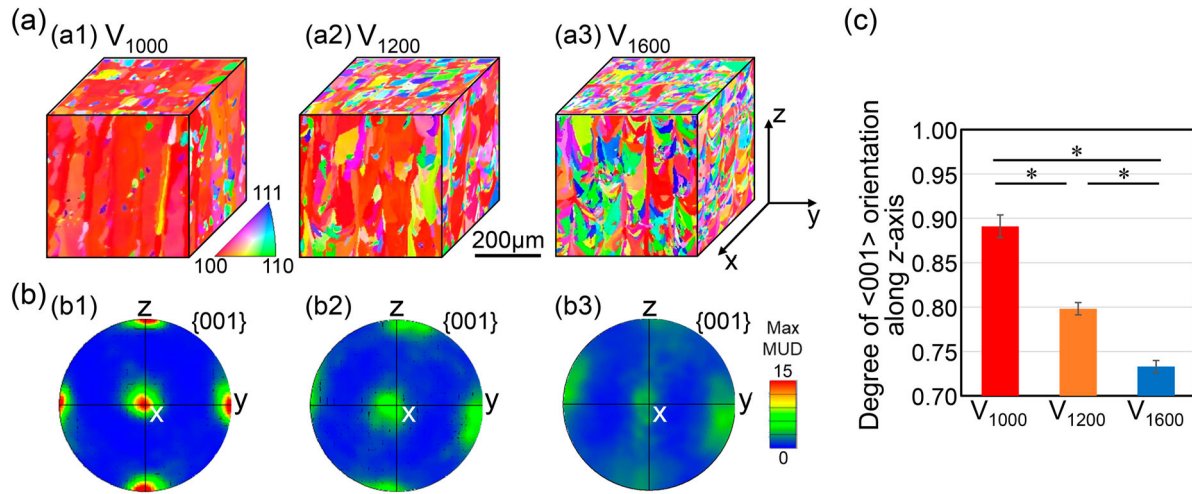 (a)
(a1) V1000
(a2) V1200
(a3) V1600
111
100
110
200μm
z
y
x
(b)
(b1)
z
{001}
y
x
(b2)
z
{001}
y
x
(b3)
z
{001}
y
x
Max
MUD
15
0
(c)
Degree of <001> orientation
along z-axis
1.00
0.95
0.90
0.85
0.80
0.75
0.70
*
*
*
V1000
V1200
V1600